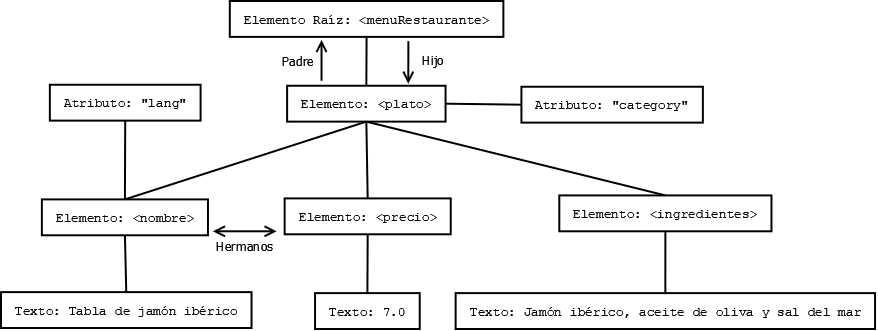 Elemento Raíz: <menuRestaurante>
Padre
Hijo
Atributo: "lang"
Elemento: <plato>
Atributo: "category"
Elemento: <nombre>
Elemento: <precio>
Elemento: <ingredientes>
Hermanos
Texto: Tabla de jamón ibérico
Texto: 7.0
Texto: Jamón ibérico, aceite de oliva y sal del mar